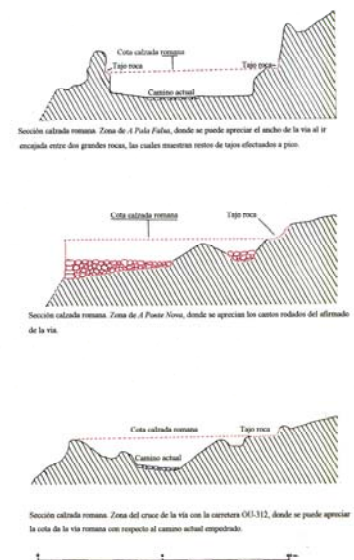 Cota calzada romana
Tajo roca
Tajo roca
Camino actual
Sección calzada romana. Zona de A Pala Falsa, donde se puede apreciar el ancho de la vía al ir
encajada entre dos grandes rocas, las cuales muestran restos de tajos efectuados a pico.
Cota calzada romana
Tajo roca
Sección calzada romana. Zona de A Ponte Nova, donde se aprecian los cantos rodados del afirmado
de la vía.
Cota calzada romana
Tajo roca
Camino actual
Sección calzada romana. Zona del cruce de la vía con la carretera OU-312, donde se puede apreciar
la cota de la vía romana con respecto al camino actual empedrado.